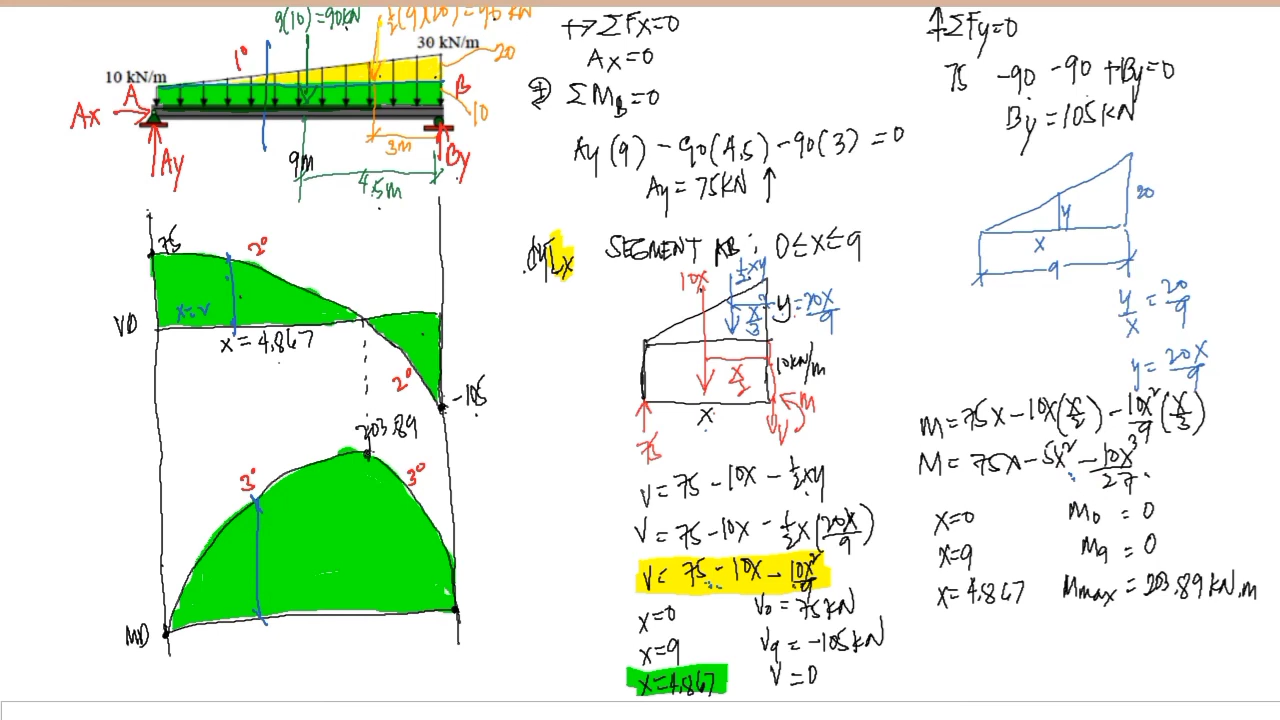 9(10)=90KN
½(9)(20)=90KN
30 kN/m
20
10 kN/m
1°
A
B
10
Ax
Ay
By
3m
9m
4.5m
75
2°
VD
x=2
x=4.867
2°
-105
203.89
3°
3°
MD
+→ ΣFx=0
Ax=0
ΣM_B=0
Ay(9) - 90(4.5) - 90(3) = 0
Ay = 75KN ↑
+↑ΣFy=0
75 -90 -90 +By=0
By = 105KN
SEGMENT AB: 0≤x≤9
10x
½xy
y=20x/9
x/3
x/2
10KN/m
M
V
x
75
V=75-10x-½xy
V=75-10x-½x(20x/9)
V=75-10x-10x²/9
x=0 V₀=75KN
x=9 V₉=-105KN
x=4.867 V=0
20
y
x
9
y/x=20/9
y=20x/9
M=75x-10x(x/2)-10x²/9(x/3)
M=75x-5x²-10x³/27
x=0 M₀=0
x=9 M₉=0
x=4.867 Mmax=203.89KN.m